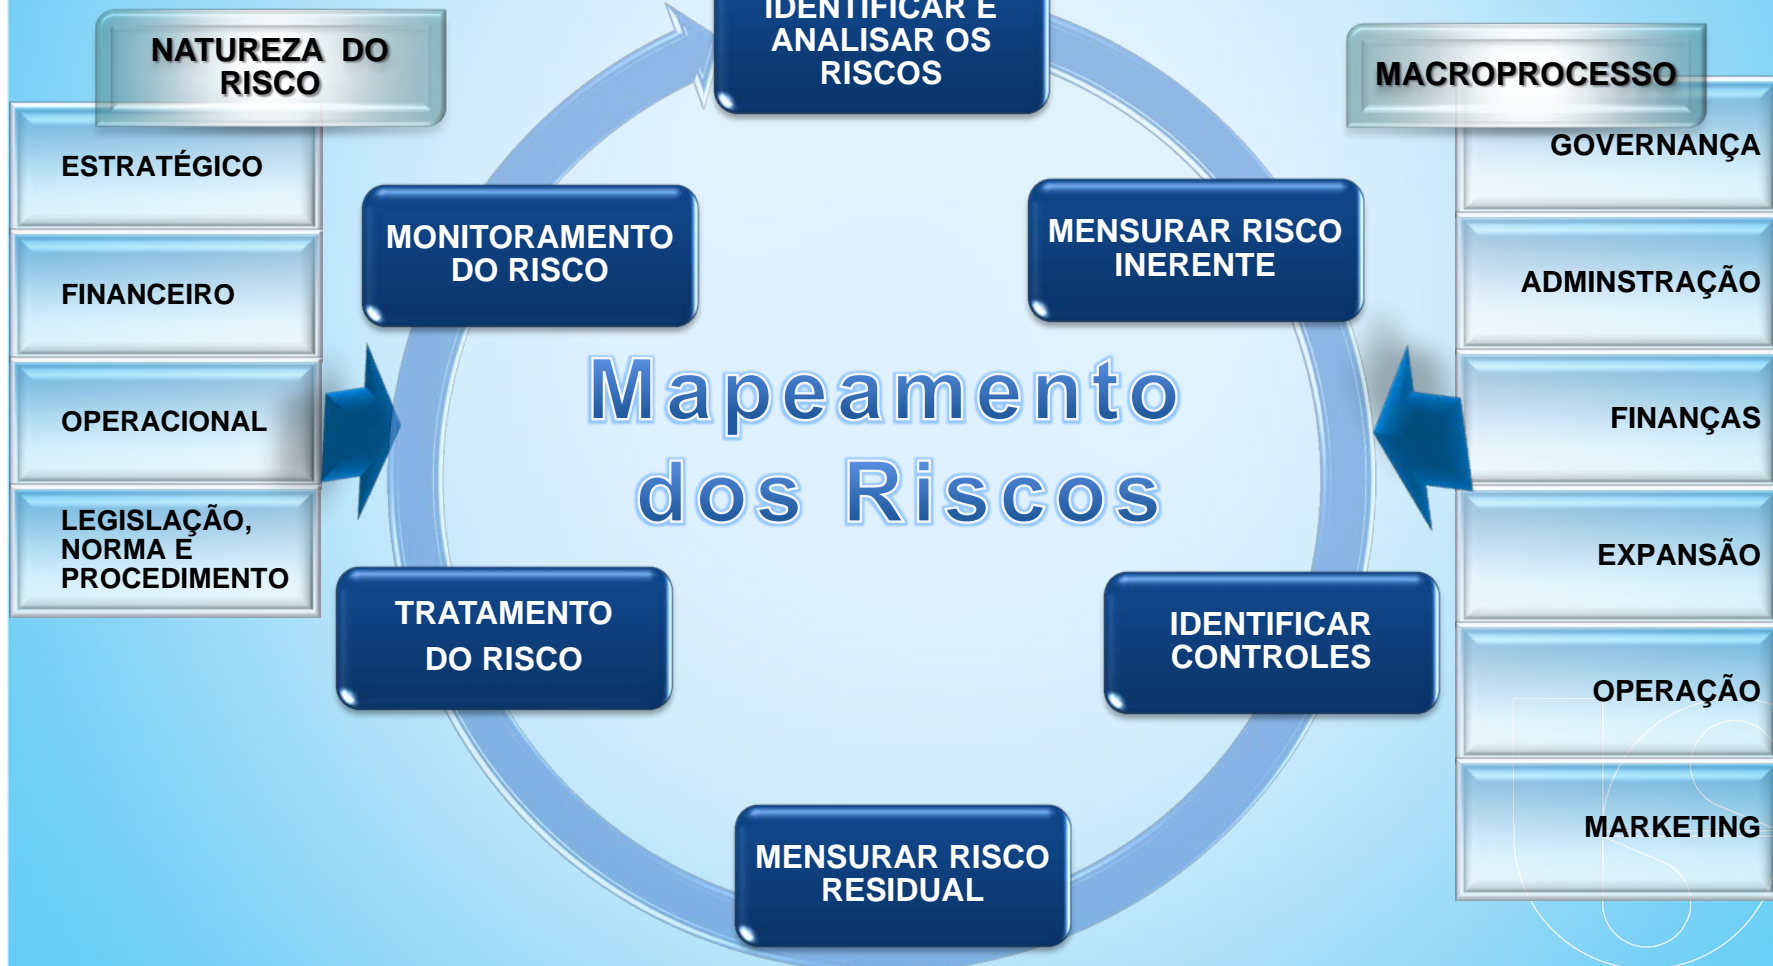 NATUREZA DO
RISCO
ESTRATÉGICO
FINANCEIRO
OPERACIONAL
LEGISLAÇÃO,
NORMA E
PROCEDIMENTO
IDENTIFICAR E
ANALISAR OS
RISCOS
MENSURAR RISCO
INERENTE
IDENTIFICAR
CONTROLES
MENSURAR RISCO
RESIDUAL
TRATAMENTO
DO RISCO
MONITORAMENTO
DO RISCO
Mapeamento
dos Riscos
MACROPROCESSO
GOVERNANÇA
ADMINSTRAÇÃO
FINANÇAS
EXPANSÃO
OPERAÇÃO
MARKETING